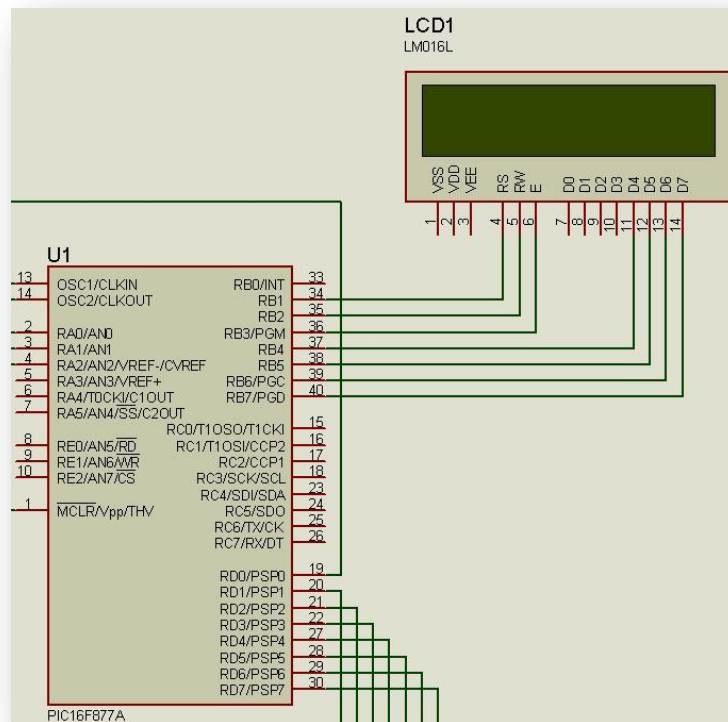 LCD1
LM016L
VSS VDD VEE RS RW E D0 D1 D2 D3 D4 D5 D6 D7
1 2 3 4 5 6 7 8 9 10 11 12 13 14
U1
13 OSC1/CLKIN RB0/INT 33
14 OSC2/CLKOUT RB1 34
RB2 35
2 RA0/AN0 RB3/PGM 36
3 RA1/AN1 RB4 37
4 RA2/AN2/VREF-/CVREF RB5 38
5 RA3/AN3/VREF+ RB6/PGC 39
6 RA4/T0CKI/C1OUT RB7/PGD 40
7 RA5/AN4/SS/C2OUT
RC0/T1OSO/T1CKI 15
8 RE0/AN5/RD RC1/T1OSI/CCP2 16
9 RE1/AN6/WR RC2/CCP1 17
10 RE2/AN7/CS RC3/SCK/SCL 18
RC4/SDI/SDA 23
1 MCLR/Vpp/THV RC5/SDO 24
RC6/TX/CK 25
RC7/RX/DT 26
RD0/PSP0 19
RD1/PSP1 20
RD2/PSP2 21
RD3/PSP3 22
RD4/PSP4 27
RD5/PSP5 28
RD6/PSP6 29
RD7/PSP7 30
PIC16F877A